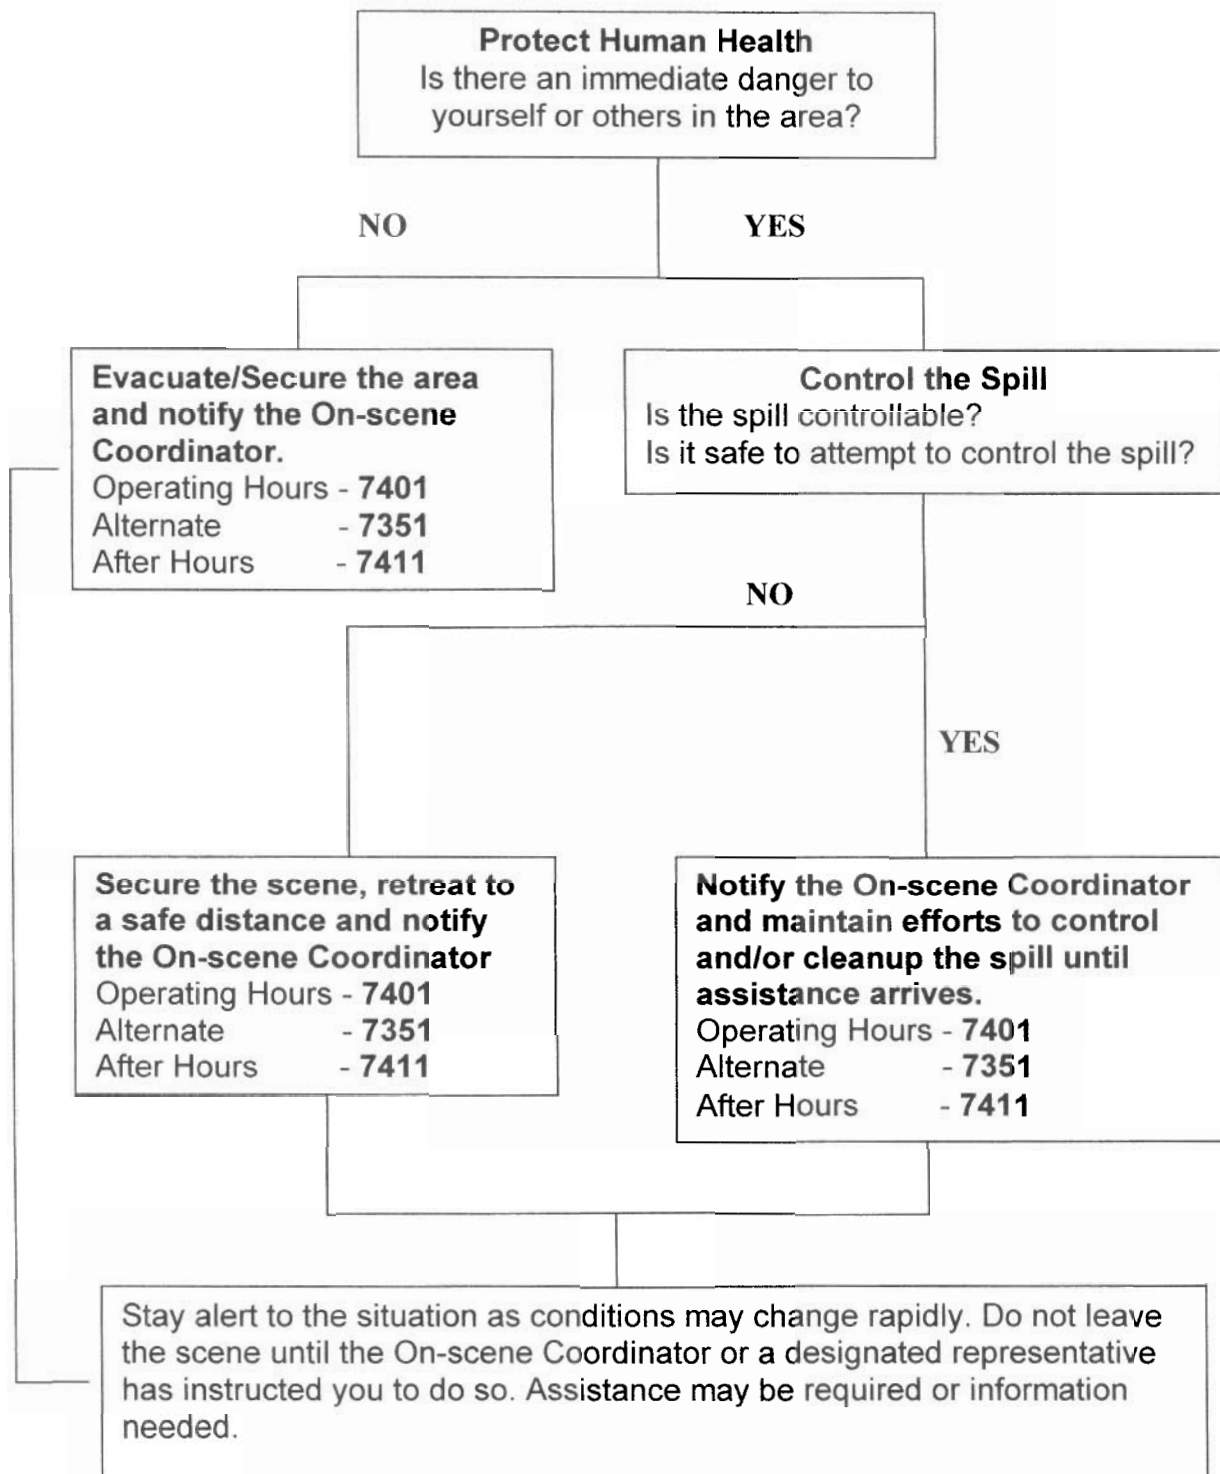 Protect Human Health
Is there an immediate danger to
yourself or others in the area?
NO
YES
Evacuate/Secure the area
and notify the On-scene
Coordinator.
Operating Hours - 7401
Alternate - 7351
After Hours - 7411
Control the Spill
Is the spill controllable?
Is it safe to attempt to control the spill?
NO
YES
Secure the scene, retreat to
a safe distance and notify
the On-scene Coordinator
Operating Hours - 7401
Alternate - 7351
After Hours - 7411
Notify the On-scene Coordinator
and maintain efforts to control
and/or cleanup the spill until
assistance arrives.
Operating Hours - 7401
Alternate - 7351
After Hours - 7411
Stay alert to the situation as conditions may change rapidly. Do not leave
the scene until the On-scene Coordinator or a designated representative
has instructed you to do so. Assistance may be required or information
needed.